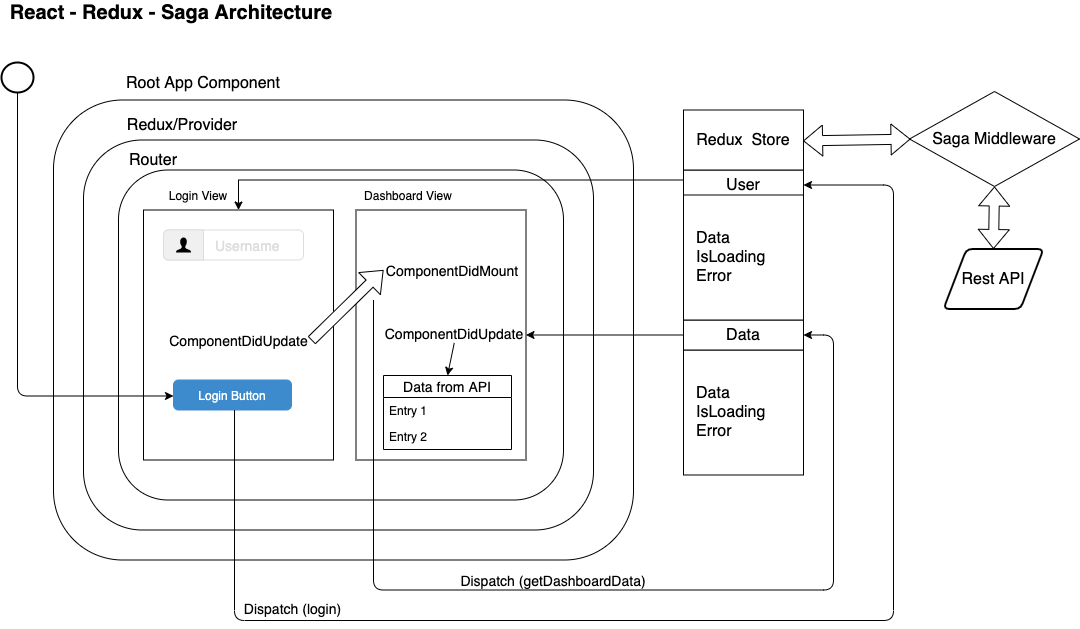 React - Redux - Saga Architecture
Root App Component
Redux/Provider
Router
Login View
Dashboard View
Username
ComponentDidMount
ComponentDidUpdate
ComponentDidUpdate
Login Button
Data from API
Entry 1
Entry 2
Redux Store
User
Data
IsLoading
Error
Data
Data
IsLoading
Error
Saga Middleware
Rest API
Dispatch (getDashboardData)
Dispatch (login)